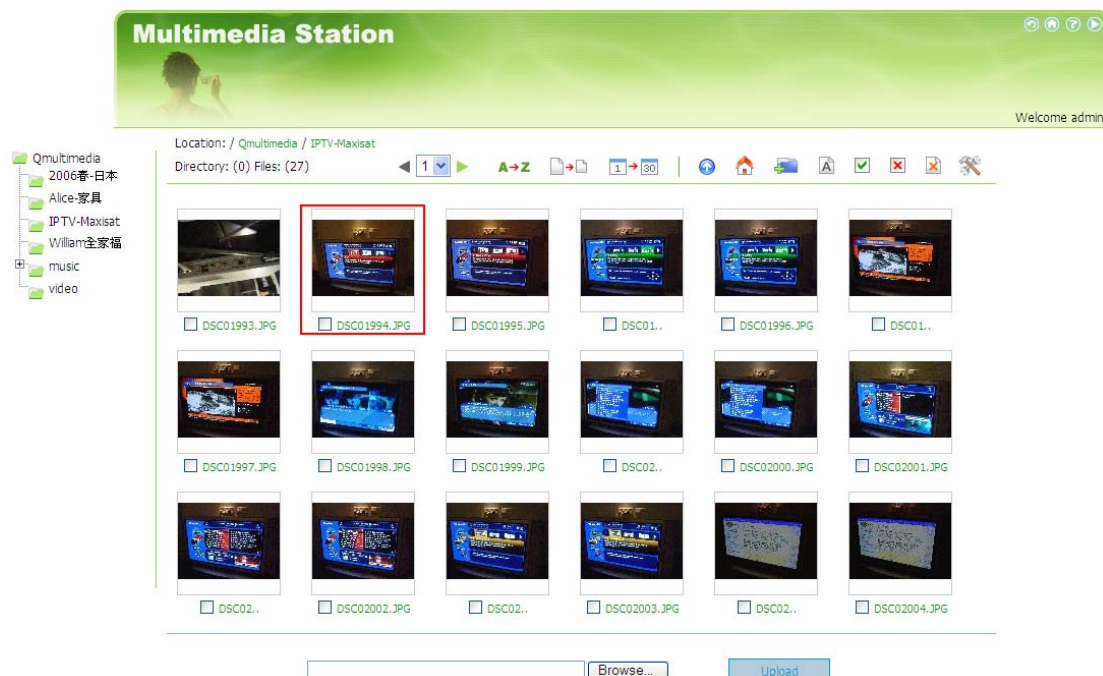 Multimedia Station
Welcome admin
Location: / Qmultimedia / IPTV-Maxisat
Directory: (0) Files: (27)
1
A→Z
1→30
A
Qmultimedia
2006春-日本
Alice-家具
IPTV-Maxisat
William全家福
music
video
DSC01993.JPG DSC01994.JPG DSC01995.JPG DSC01.. DSC01996.JPG DSC01..
DSC01997.JPG DSC01998.JPG DSC01999.JPG DSC02.. DSC02000.JPG DSC02001.JPG
DSC02.. DSC02002.JPG DSC02.. DSC02003.JPG DSC02.. DSC02004.JPG
Browse... Upload